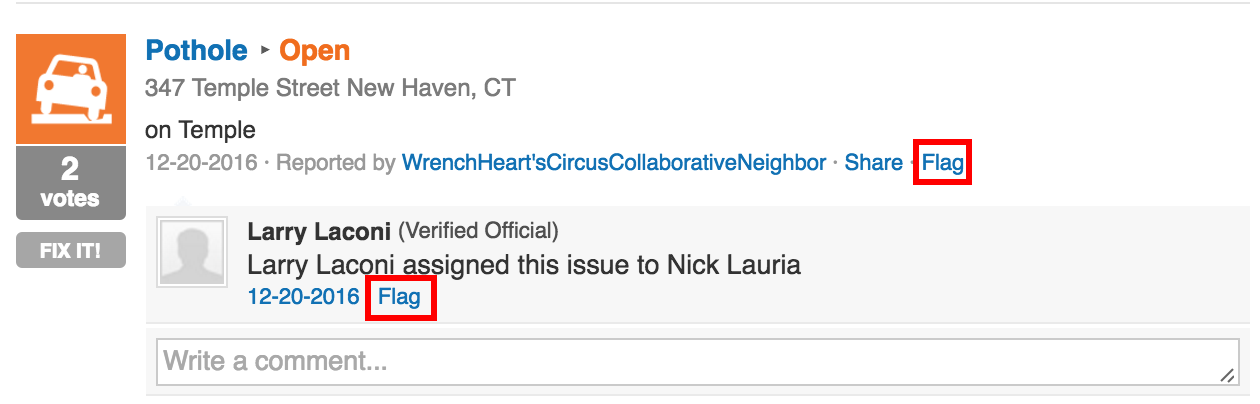 Pothole ▸ Open
347 Temple Street New Haven, CT
on Temple
12-20-2016 · Reported by WrenchHeart'sCircusCollaborativeNeighbor · Share · Flag
2
votes
FIX IT!
Larry Laconi (Verified Official)
Larry Laconi assigned this issue to Nick Lauria
12-20-2016 Flag
Write a comment...